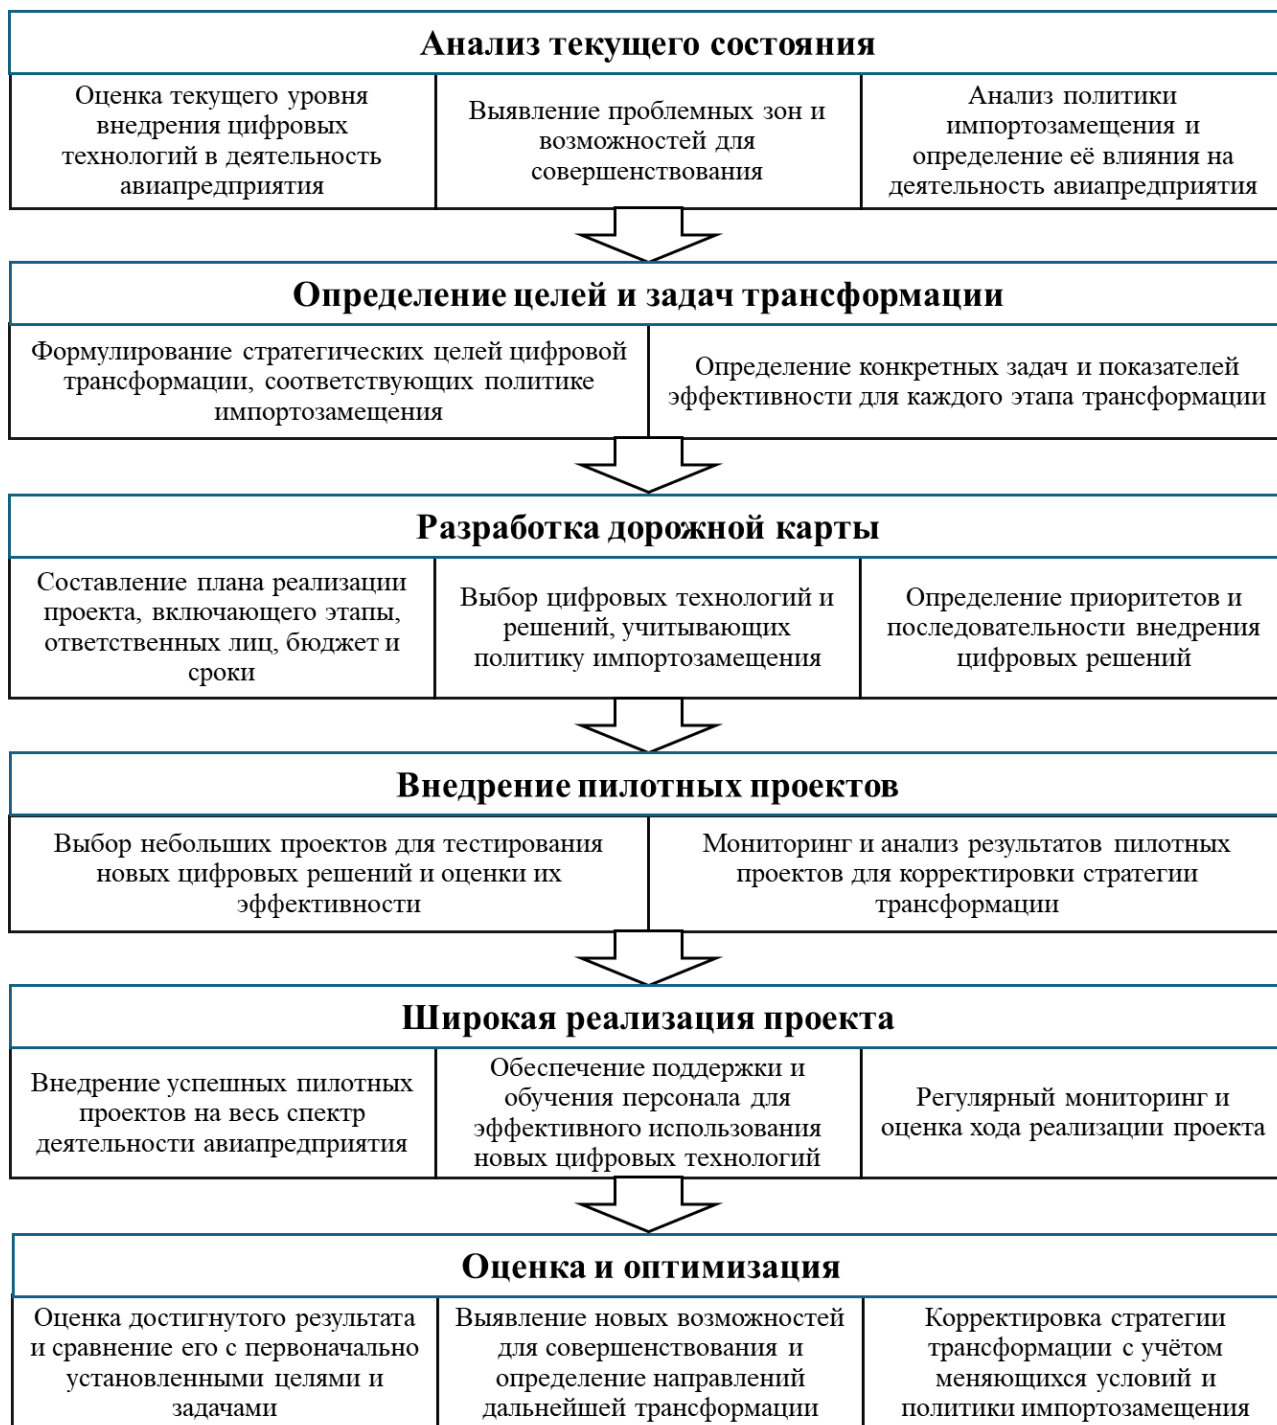 Анализ текущего состояния
Оценка текущего уровня
внедрения цифровых
технологий в деятельность
авиапредприятия
Выявление проблемных зон и
возможностей для
совершенствования
Анализ политики
импортозамещения и
определение её влияния на
деятельность авиапредприятия
Определение целей и задач трансформации
Формулирование стратегических целей цифровой
трансформации, соответствующих политике
импортозамещения
Определение конкретных задач и показателей
эффективности для каждого этапа трансформации
Разработка дорожной карты
Составление плана реализации
проекта, включающего этапы,
ответственных лиц, бюджет и
сроки
Выбор цифровых технологий и
решений, учитывающих
политику импортозамещения
Определение приоритетов и
последовательности внедрения
цифровых решений
Внедрение пилотных проектов
Выбор небольших проектов для тестирования
новых цифровых решений и оценки их
эффективности
Мониторинг и анализ результатов пилотных
проектов для корректировки стратегии
трансформации
Широкая реализация проекта
Внедрение успешных пилотных
проектов на весь спектр
деятельности авиапредприятия
Обеспечение поддержки и
обучения персонала для
эффективного использования
новых цифровых технологий
Регулярный мониторинг и
оценка хода реализации проекта
Оценка и оптимизация
Оценка достигнутого результата
и сравнение его с первоначально
установленными целями и
задачами
Выявление новых возможностей
для совершенствования и
определение направлений
дальнейшей трансформации
Корректировка стратегии
трансформации с учётом
меняющихся условий и
политики импортозамещения